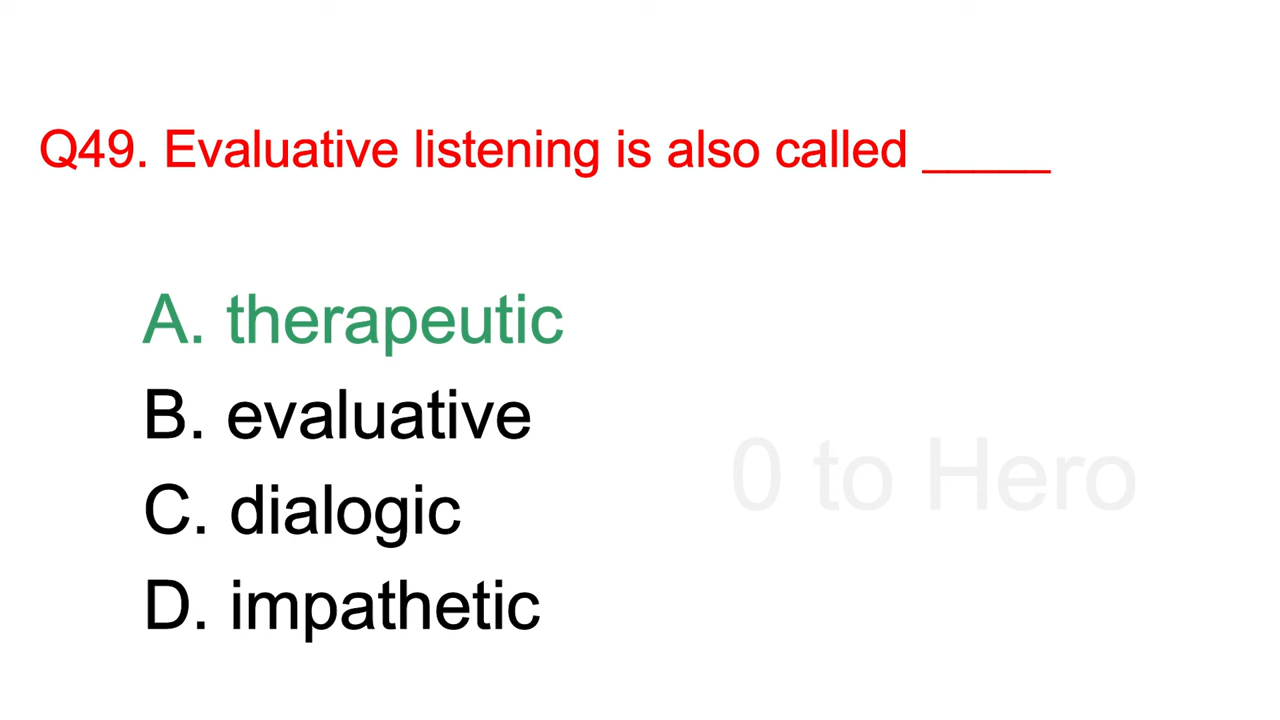 Q49. Evaluative listening is also called _____
A. therapeutic
B. evaluative
0 to Hero
C. dialogic
D. impathetic